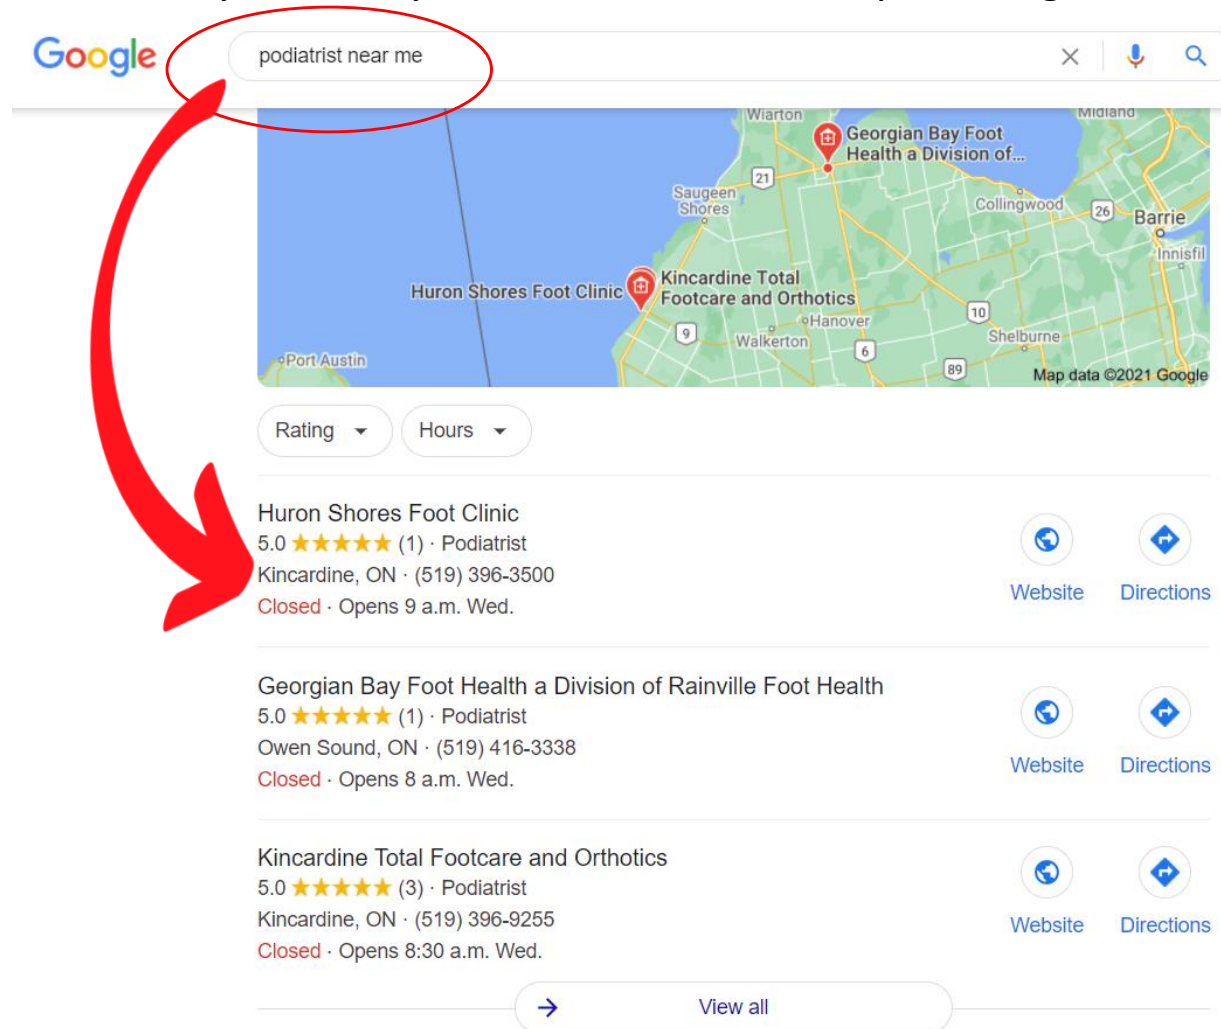 Google
podiatrist near me
Wiarton
Midland
Georgian Bay Foot
Health a Division of...
21
Saugeen
Shores
Collingwood
26
Barrie
Innisfil
Huron Shores Foot Clinic
Kincardine Total
Footcare and Orthotics
10
Hanover
9
Walkerton
6
Shelburne
Port Austin
89
Map data ©2021 Google
Rating
Hours
Huron Shores Foot Clinic
5.0 ★★★★★ (1) · Podiatrist
Kincardine, ON · (519) 396-3500
Closed · Opens 9 a.m. Wed.
Website Directions
Georgian Bay Foot Health a Division of Rainville Foot Health
5.0 ★★★★★ (1) · Podiatrist
Owen Sound, ON · (519) 416-3338
Closed · Opens 8 a.m. Wed.
Website Directions
Kincardine Total Footcare and Orthotics
5.0 ★★★★★ (3) · Podiatrist
Kincardine, ON · (519) 396-9255
Closed · Opens 8:30 a.m. Wed.
Website Directions
View all